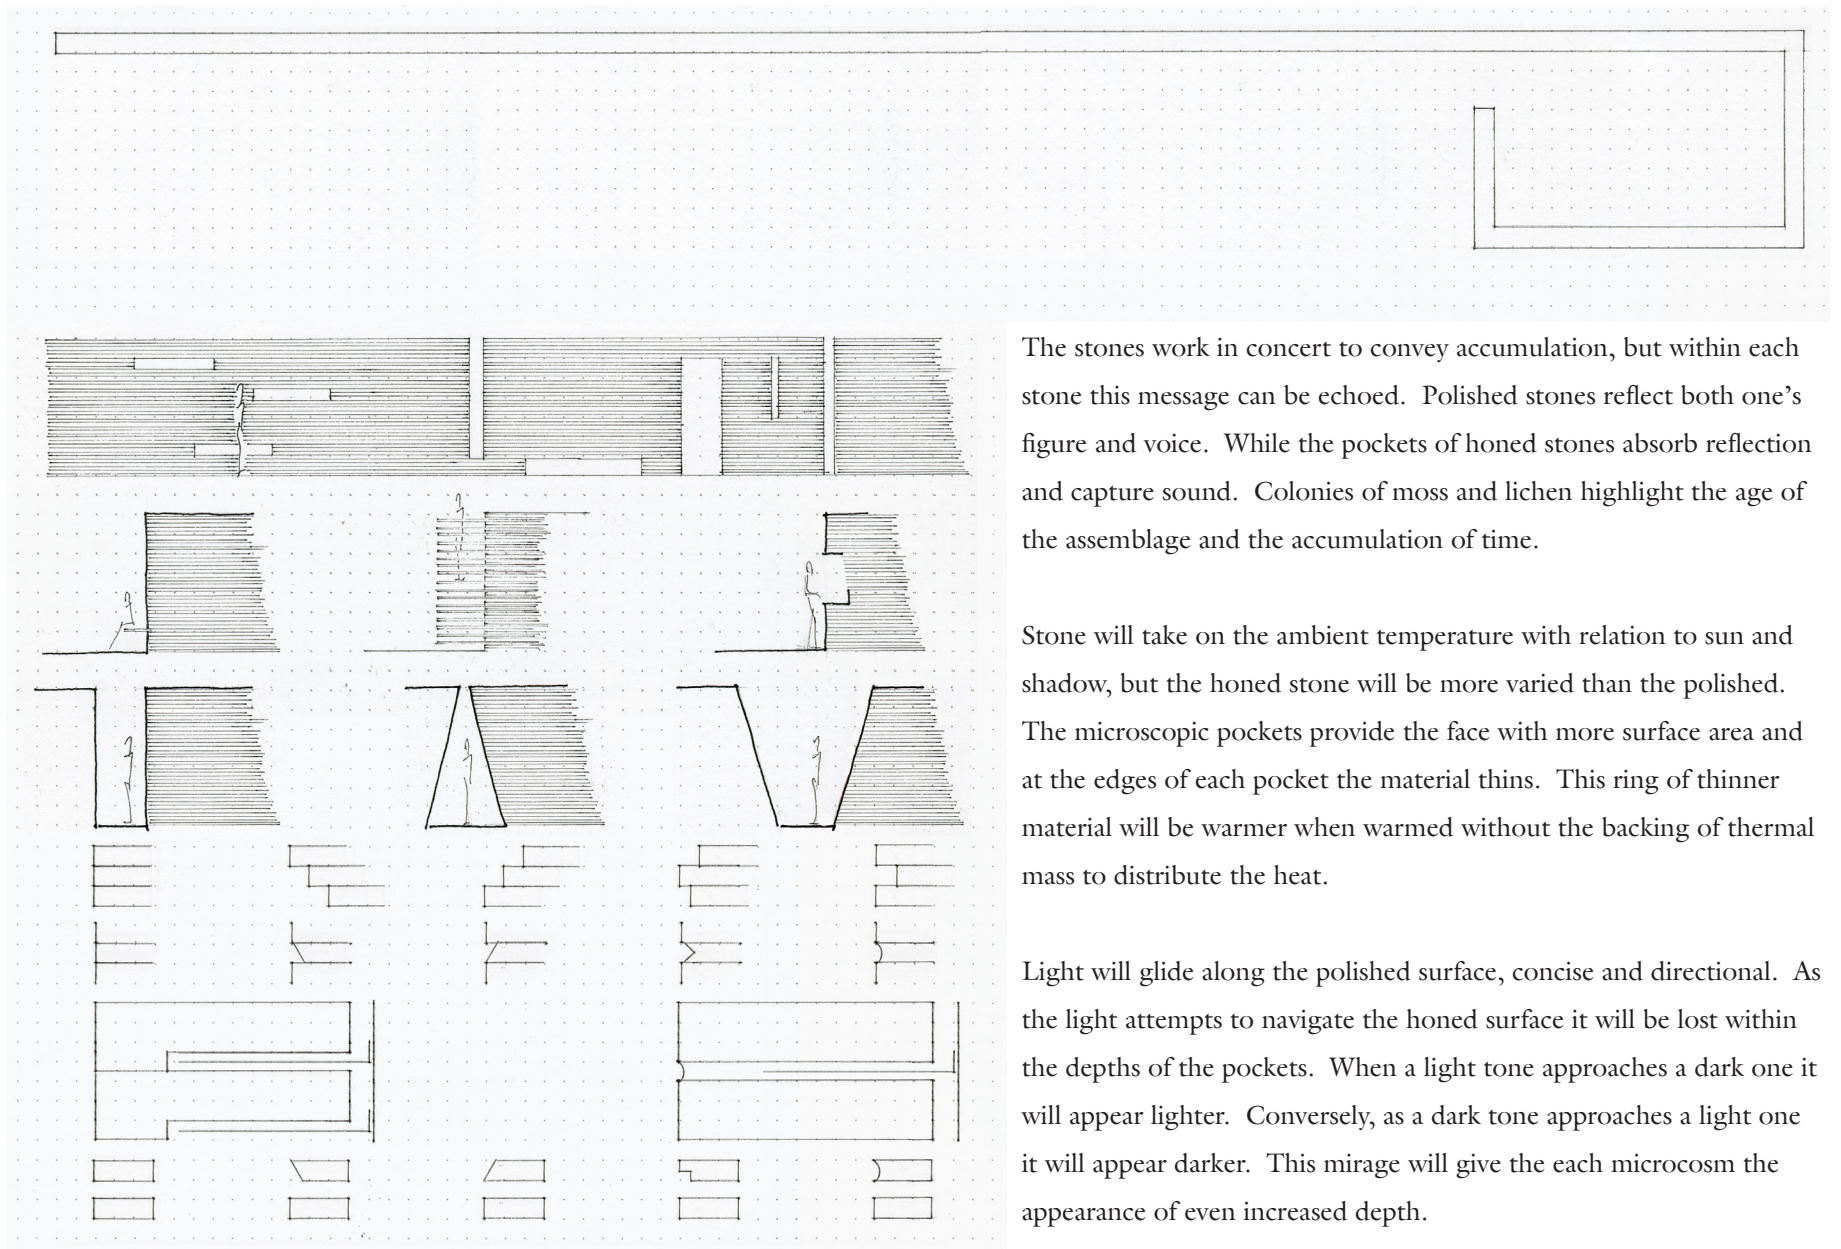 The stones work in concert to convey accumulation, but within each
stone this message can be echoed.  Polished stones reflect both one’s
figure and voice.  While the pockets of honed stones absorb reflection
and capture sound.  Colonies of moss and lichen highlight the age of
the assemblage and the accumulation of time.

Stone will take on the ambient temperature with relation to sun and
shadow, but the honed stone will be more varied than the polished.
The microscopic pockets provide the face with more surface area and
at the edges of each pocket the material thins.  This ring of thinner
material will be warmer when warmed without the backing of thermal
mass to distribute the heat.

Light will glide along the polished surface, concise and directional.  As
the light attempts to navigate the honed surface it will be lost within
the depths of the pockets.  When a light tone approaches a dark one it
will appear lighter.  Conversely, as a dark tone approaches a light one
it will appear darker.  This mirage will give the each microcosm the
appearance of even increased depth.